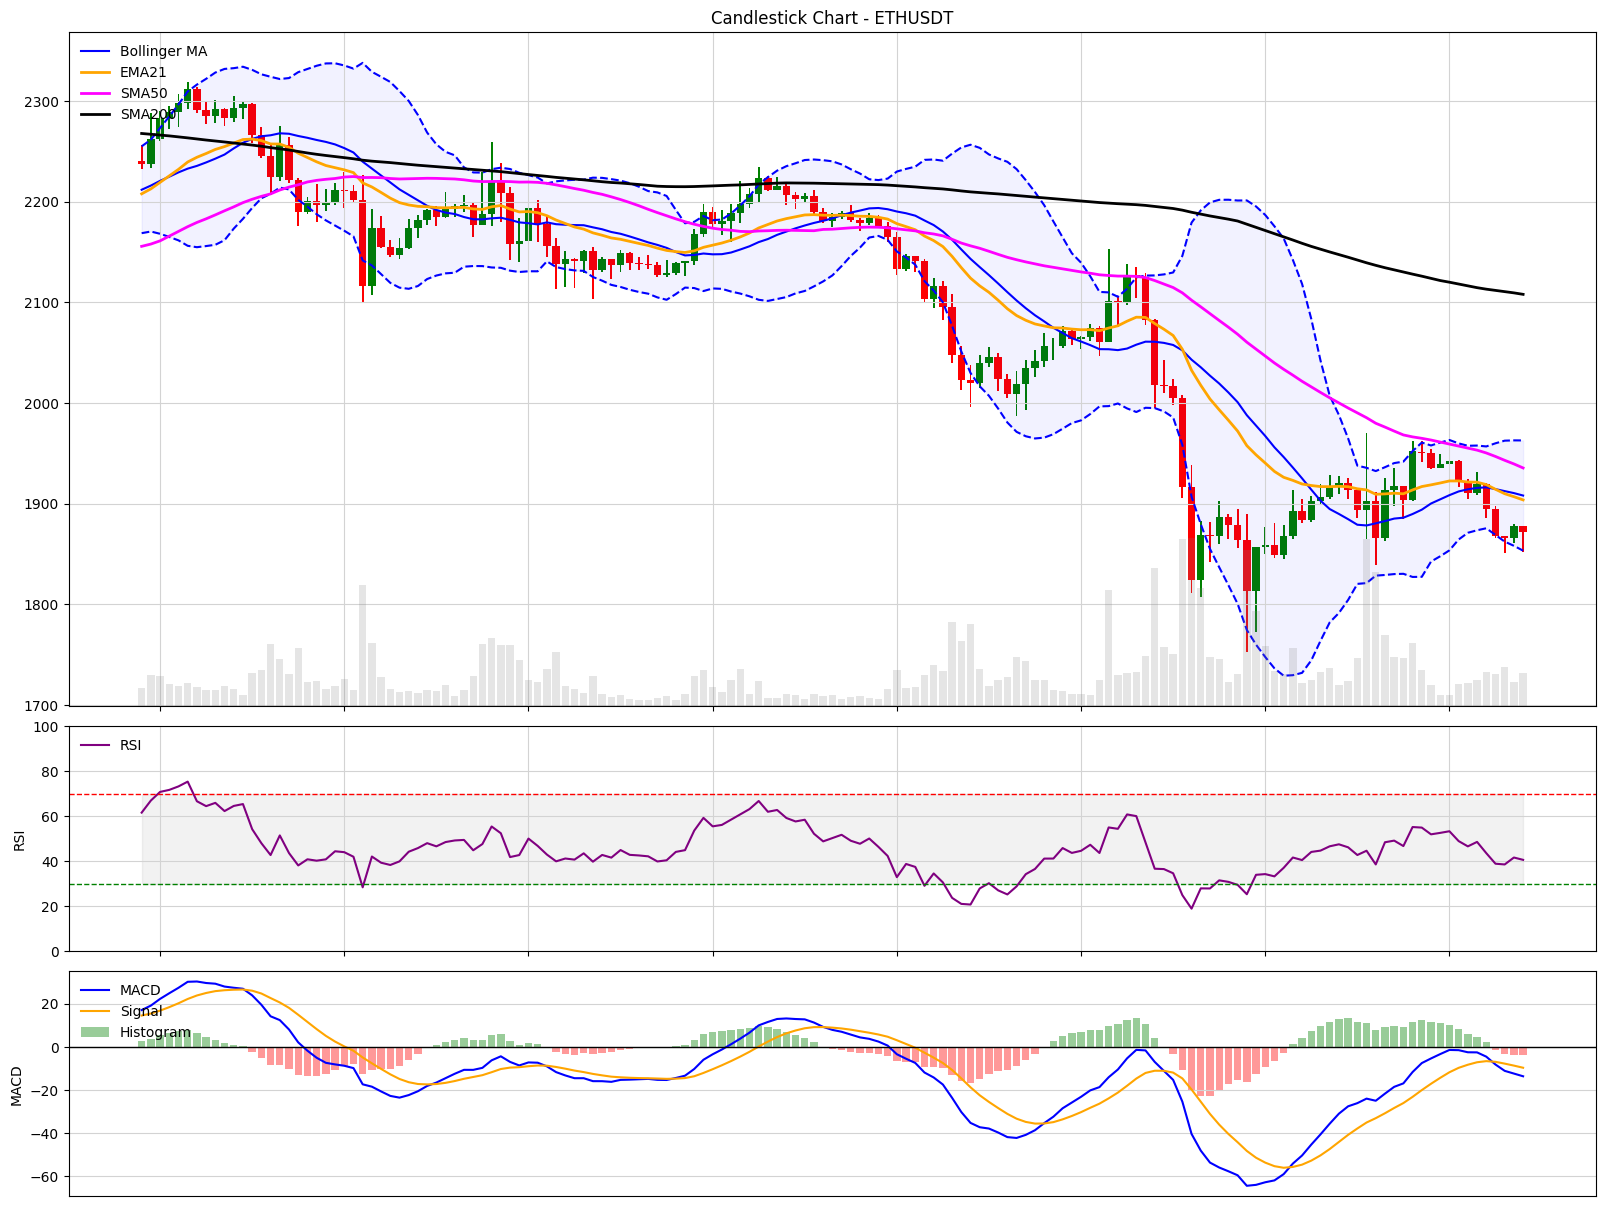 Candlestick Chart - ETHUSDT
Bollinger MA
EMA21
SMA50
SMA200
2300
2200
2100
2000
1900
1800
1700
RSI
100
80
60
40
20
0
RSI
MACD
Signal
Histogram
20
0
−20
−40
−60
MACD